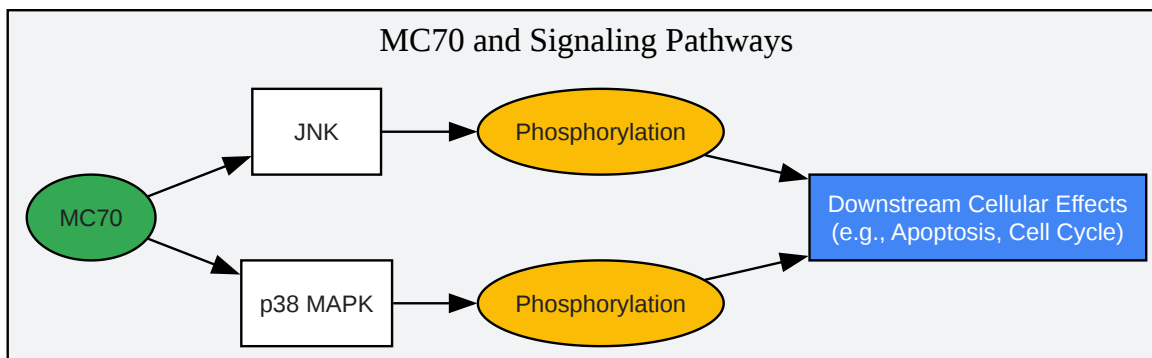 MC70 and Signaling Pathways
JNK
Phosphorylation
MC70
Downstream Cellular Effects
(e.g., Apoptosis, Cell Cycle)
p38 MAPK
Phosphorylation